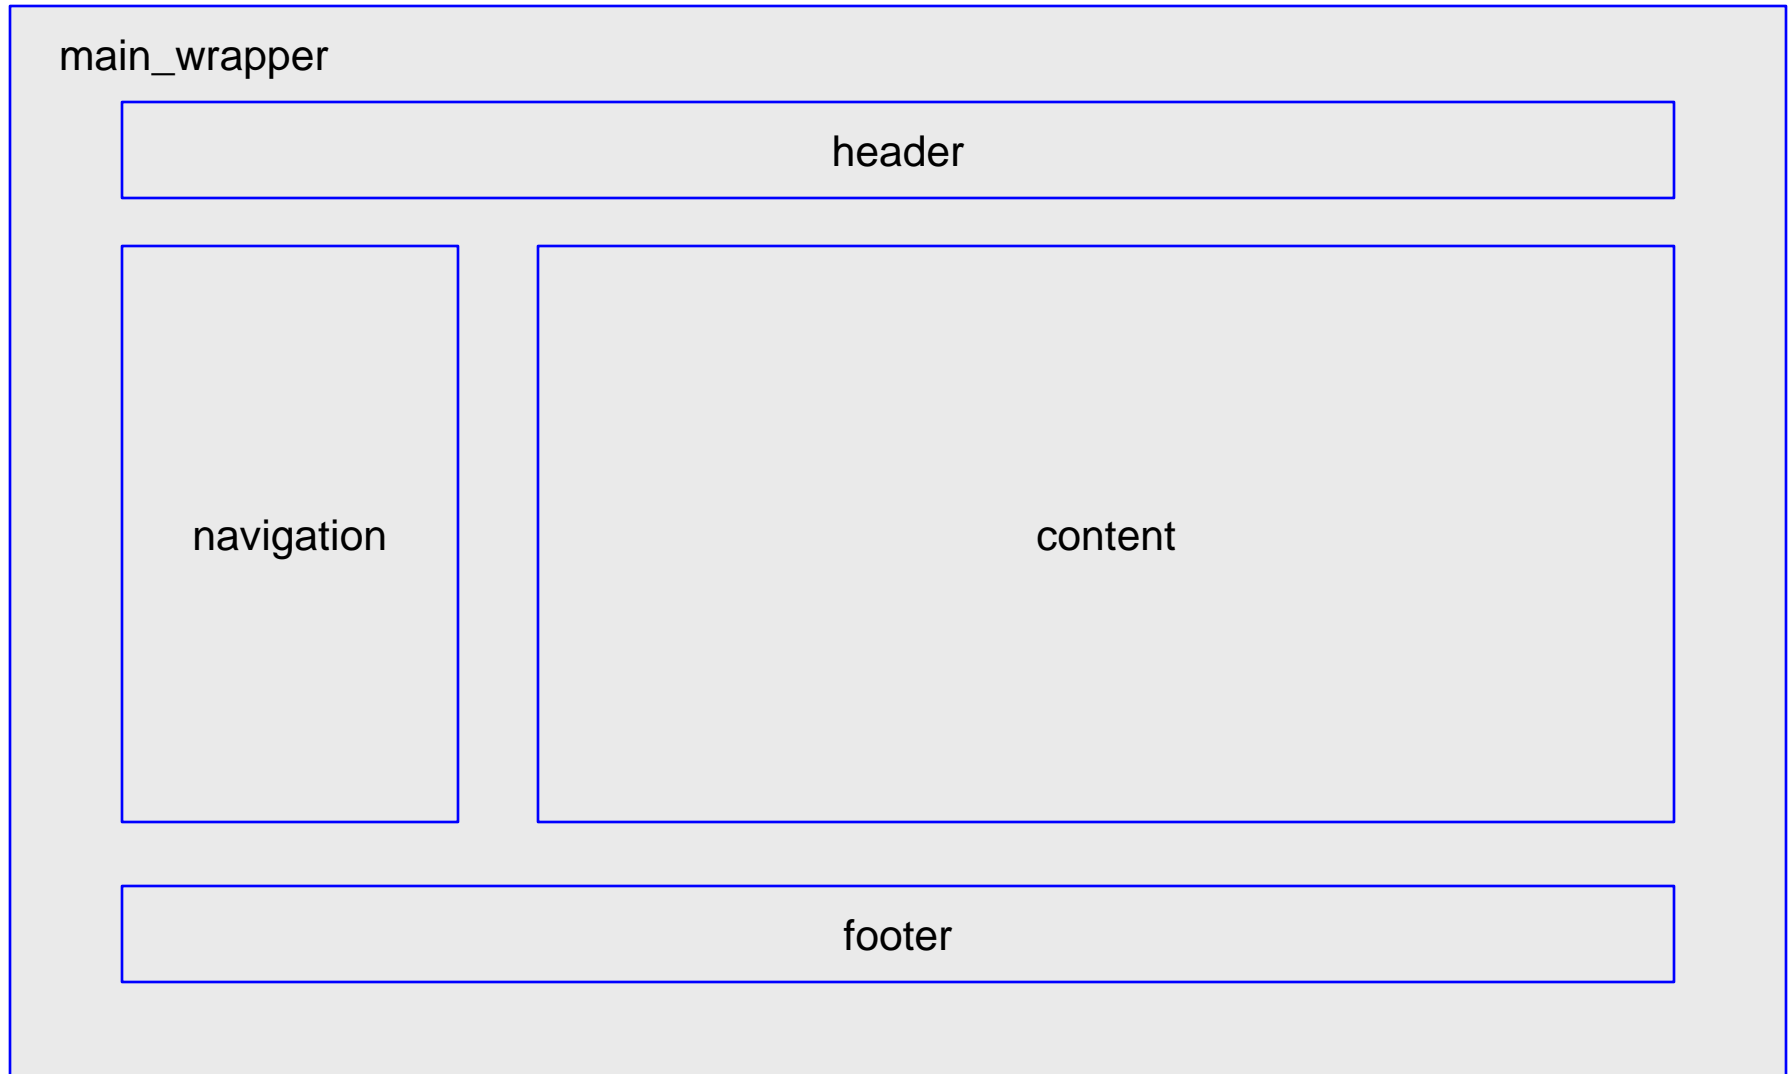 main_wrapper
header
navigation
content
footer